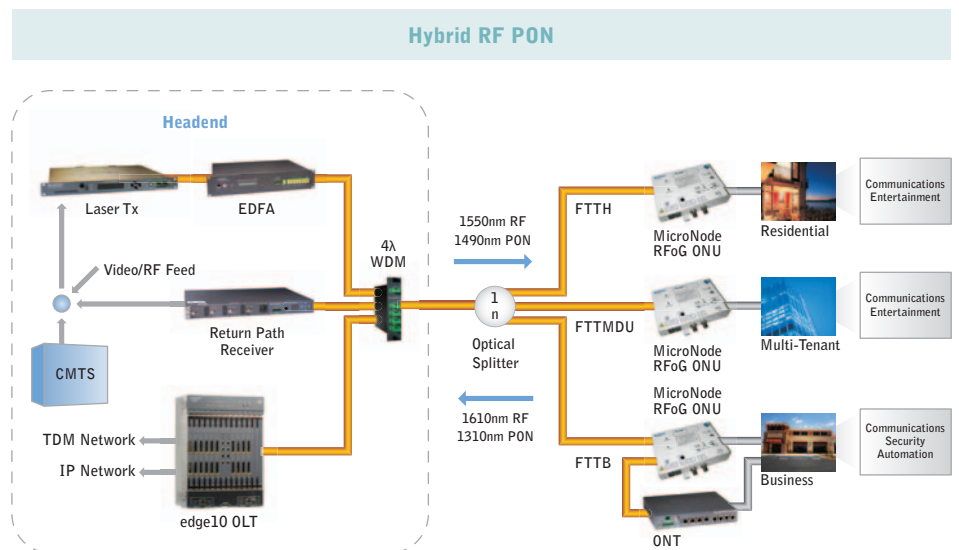 Hybrid RF PON
Headend
Laser Tx
EDFA
Video/RF Feed
CMTS
Return Path
Receiver
4λ
WDM
TDM Network
IP Network
edge10 OLT
1550nm RF
1490nm PON
1
n
Optical
Splitter
1610nm RF
1310nm PON
FTTH
MicroNode
RFoG ONU
Residential
Communications
Entertainment
FTTMDU
MicroNode
RFoG ONU
Multi-Tenant
Communications
Entertainment
MicroNode
RFoG ONU
FTTB
Business
Communications
Security
Automation
ONT